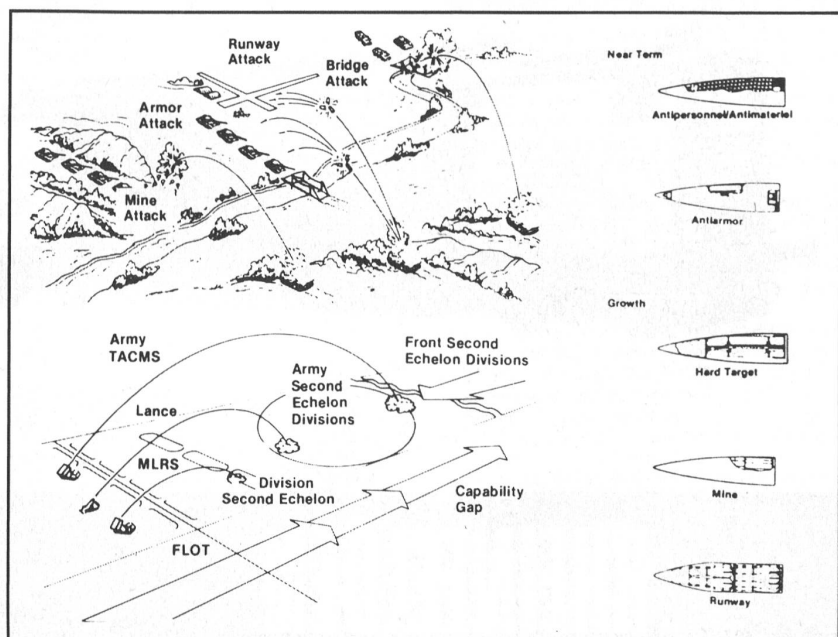 Runway
Attack
Bridge
Attack
Armor
Attack
Mine
Attack
Near Term
Antipersonnel/Antimateriel
Antiarmor
Growth
Hard Target
Mine
Runway
Army
TACMS
Front Second
Echelon Divisions
Army
Second
Echelon
Divisions
Lance
MLRS
Division
Second Echelon
Capability
Gap
FLOT